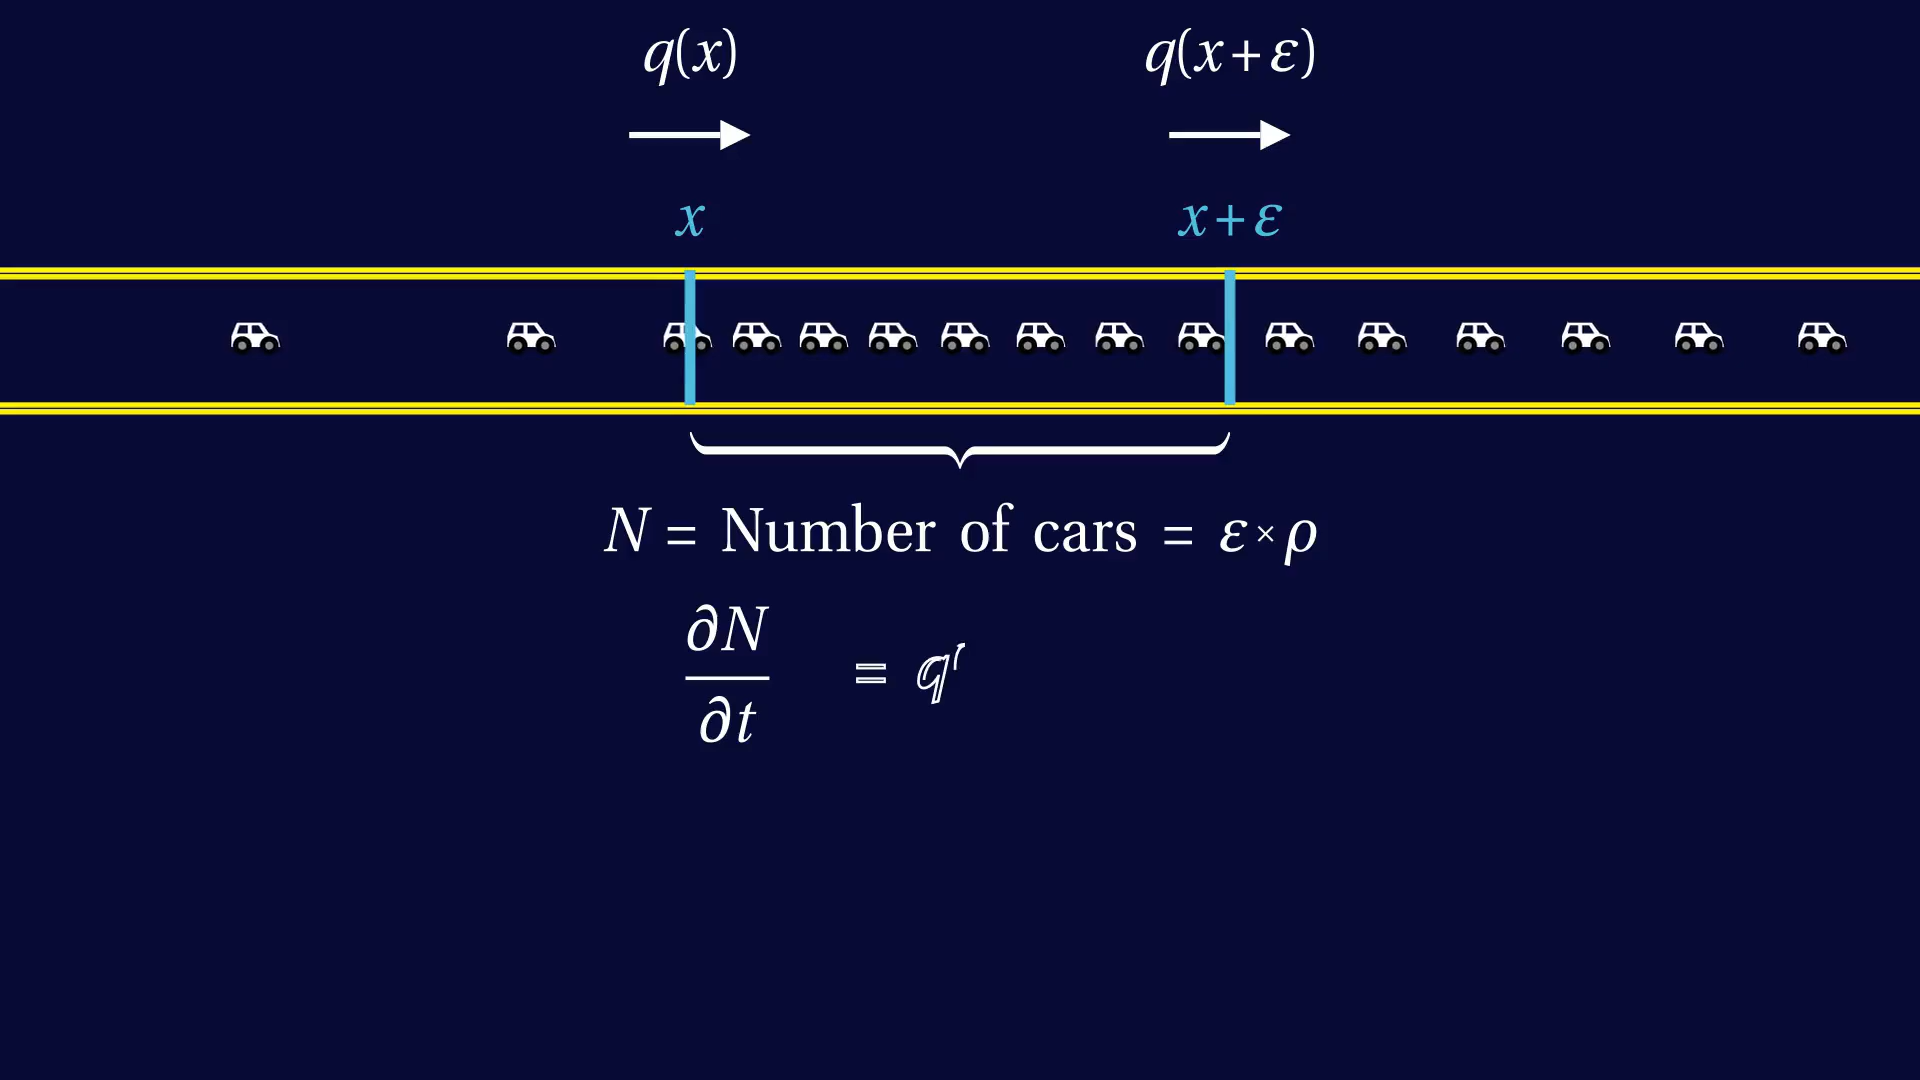 q(x) q(x+ε)
x x+ε
N = Number of cars = ε×ρ
∂N/∂t = q